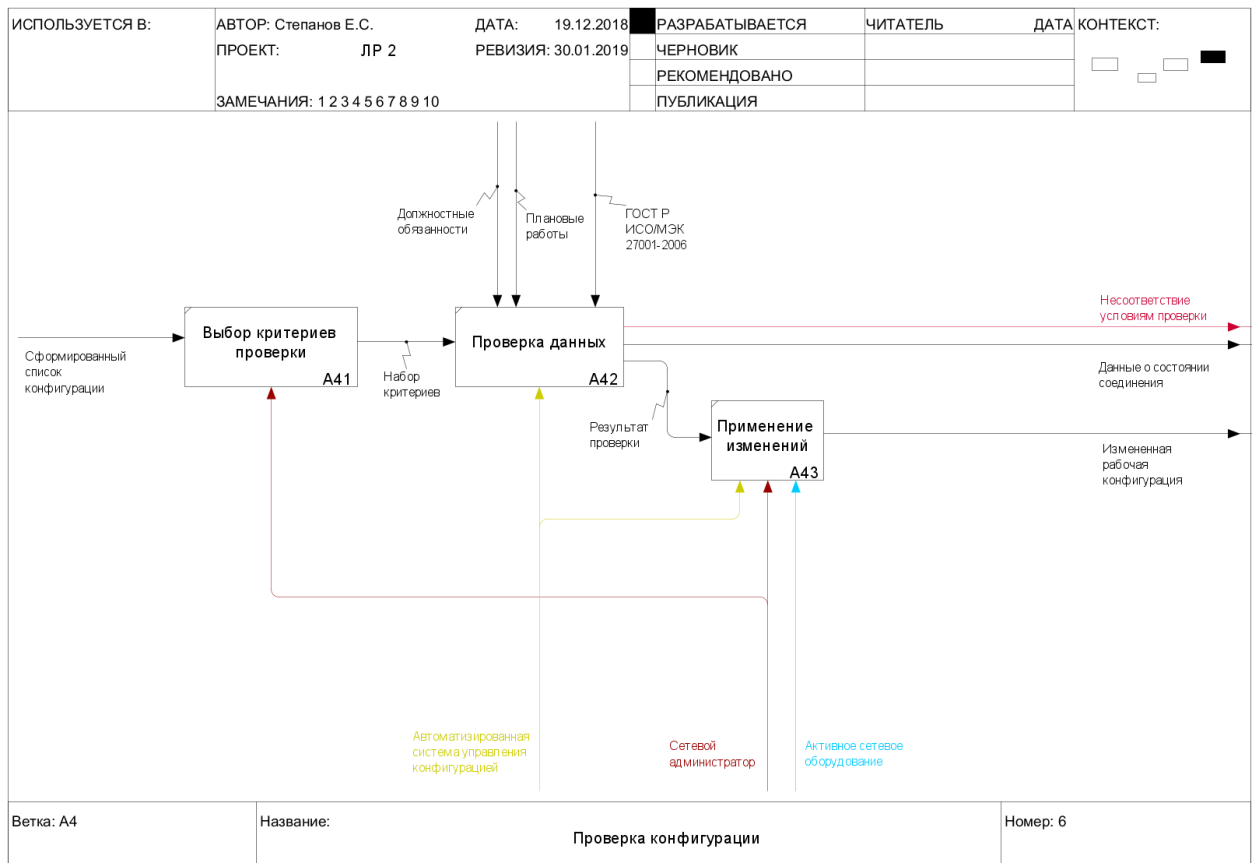 ИСПОЛЬЗУЕТСЯ В:
АВТОР: Степанов Е.С.
ДАТА: 19.12.2018
РАЗРАБАТЫВАЕТСЯ
ЧИТАТЕЛЬ
ДАТА
КОНТЕКСТ:
ПРОЕКТ: ЛР 2
РЕВИЗИЯ: 30.01.2019
ЧЕРНОВИК
РЕКОМЕНДОВАНО
ЗАМЕЧАНИЯ: 1 2 3 4 5 6 7 8 9 10
ПУБЛИКАЦИЯ
Должностные
обязанности
Плановые
работы
ГОСТ Р
ИСО/МЭК
27001-2006
Сформированный
список
конфигурации
Выбор критериев
проверки
A41
Набор
критериев
Проверка данных
A42
Несоответствие
условиям проверки
Данные о состоянии
соединения
Результат
проверки
Применение
изменений
A43
Измененная
рабочая
конфигурация
Автоматизированная
система управления
конфигурацией
Сетевой
администратор
Активное сетевое
оборудование
Ветка: A4
Название:
Проверка конфигурации
Номер: 6